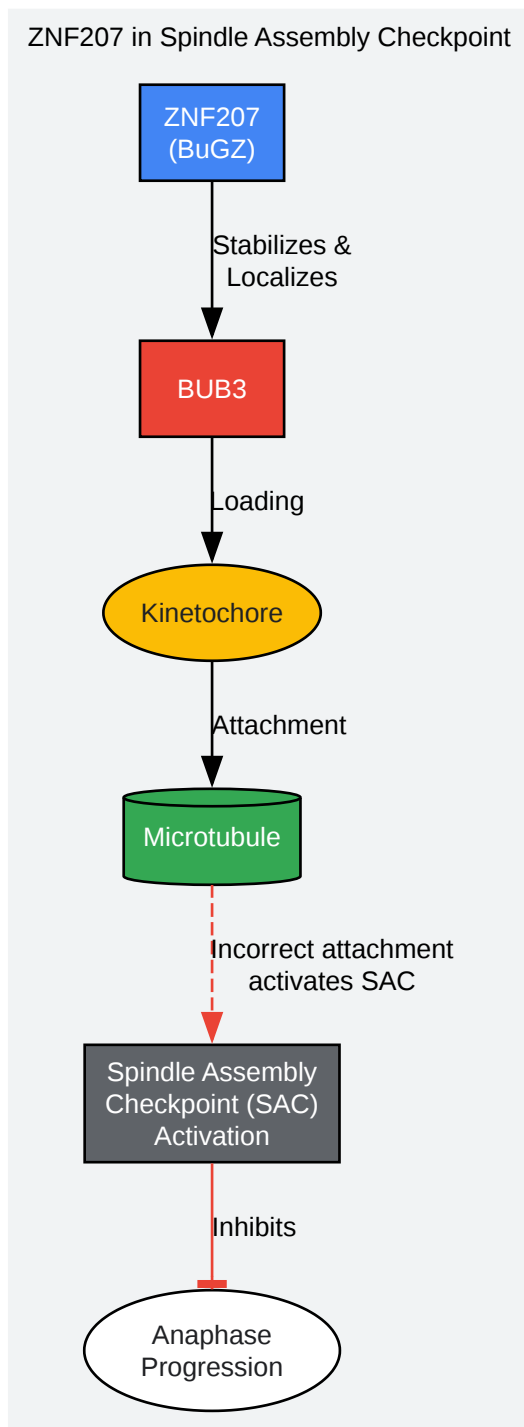 ZNF207 in Spindle Assembly Checkpoint
ZNF207
(BuGZ)
Stabilizes &
Localizes
BUB3
Loading
Kinetochore
Attachment
Microtubule
Incorrect attachment
activates SAC
Spindle Assembly
Checkpoint (SAC)
Activation
Inhibits
Anaphase
Progression